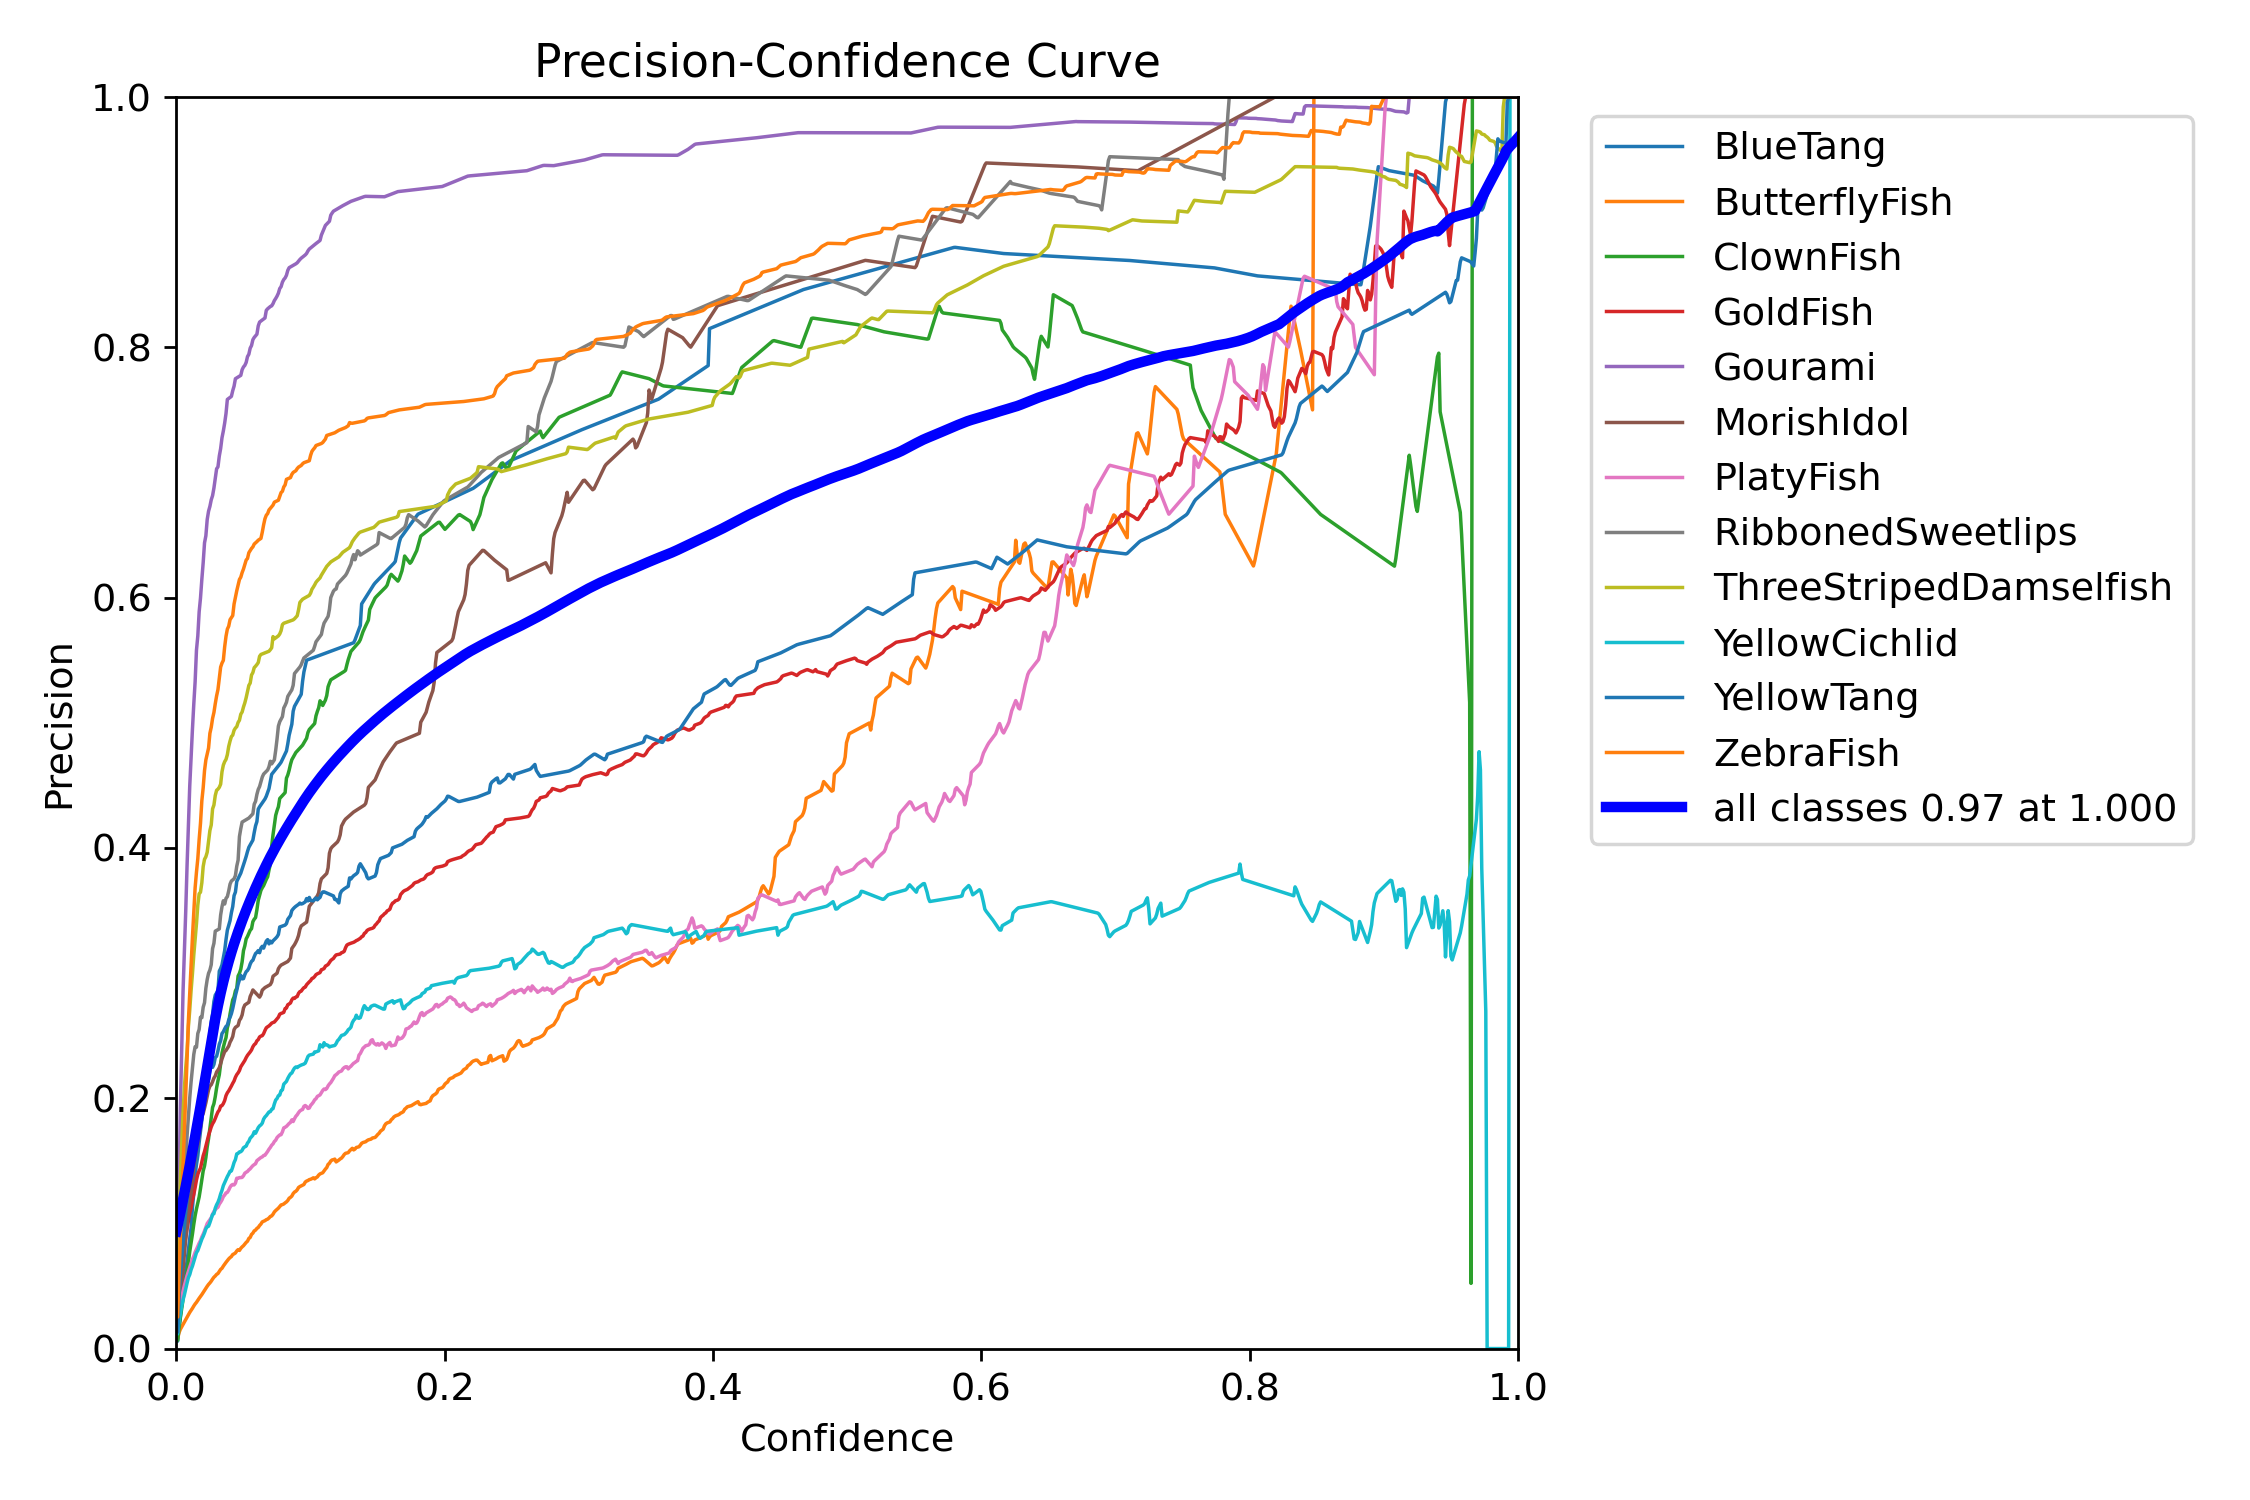 Precision-Confidence Curve
1.0
0.8
0.6
0.4
0.2
0.0
Precision
0.0 0.2 0.4 0.6 0.8 1.0
Confidence
BlueTang
ButterflyFish
ClownFish
GoldFish
Gourami
MorishIdol
PlatyFish
RibbonedSweetlips
ThreeStripedDamselfish
YellowCichlid
YellowTang
ZebraFish
all classes 0.97 at 1.000